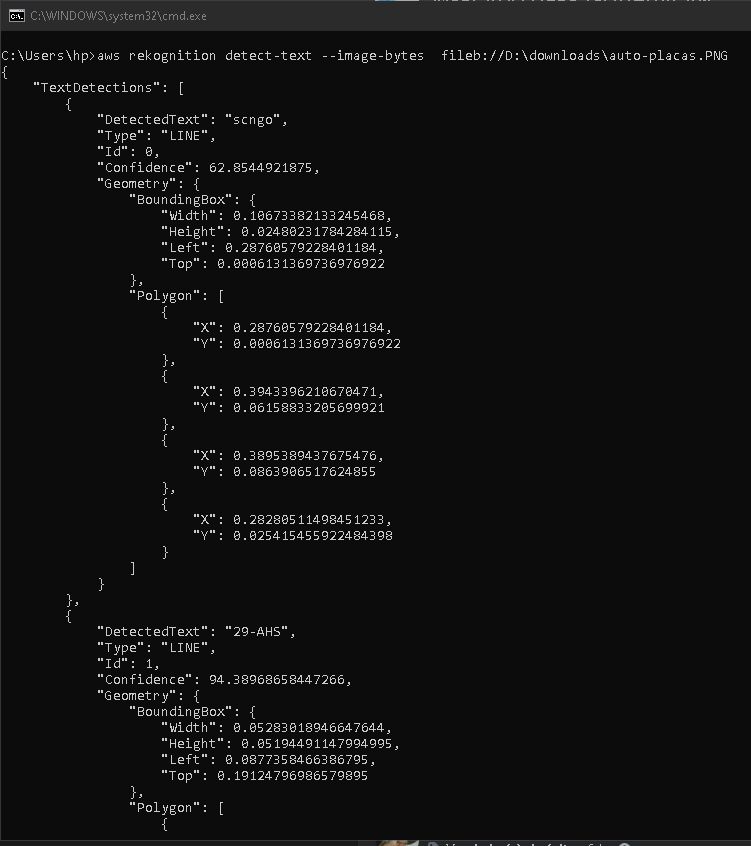 C:\WINDOWS\system32\cmd.exe
C:\Users\hp>aws rekognition detect-text --image-bytes  fileb://D:\downloads\auto-placas.PNG
{
    "TextDetections": [
        {
            "DetectedText": "scngo",
            "Type": "LINE",
            "Id": 0,
            "Confidence": 62.8544921875,
            "Geometry": {
                "BoundingBox": {
                    "Width": 0.10673382133245468,
                    "Height": 0.02480231784284115,
                    "Left": 0.28760579228401184,
                    "Top": 0.0006131369736976922
                },
                "Polygon": [
                    {
                        "X": 0.28760579228401184,
                        "Y": 0.0006131369736976922
                    },
                    {
                        "X": 0.3943396210670471,
                        "Y": 0.06158833205699921
                    },
                    {
                        "X": 0.3895389437675476,
                        "Y": 0.0863906517624855
                    },
                    {
                        "X": 0.28280511498451233,
                        "Y": 0.025415455922484398
                    }
                ]
            }
        },
        {
            "DetectedText": "29-AHS",
            "Type": "LINE",
            "Id": 1,
            "Confidence": 94.38968658447266,
            "Geometry": {
                "BoundingBox": {
                    "Width": 0.05283018946647644,
                    "Height": 0.05194491147994995,
                    "Left": 0.0877358466386795,
                    "Top": 0.19124796986579895
                },
                "Polygon": [
                    {